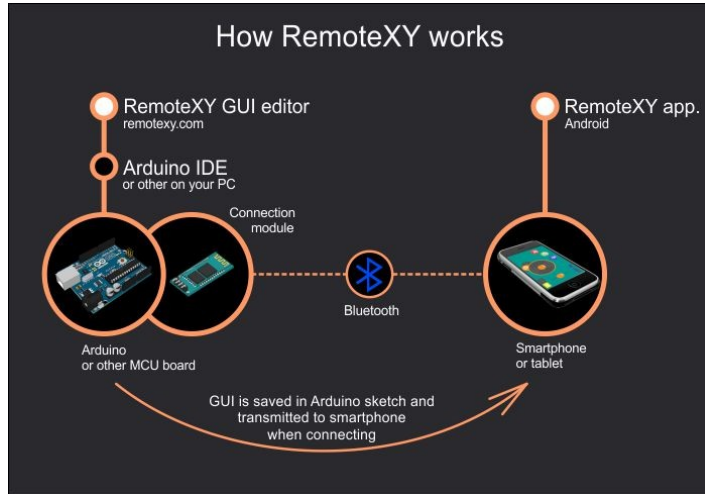 How RemoteXY works
RemoteXY GUI editor
remotexy.com
RemoteXY app.
Android
Arduino IDE
or other on your PC
Connection
module
Bluetooth
Arduino
or other MCU board
Smartphone
or tablet
GUI is saved in Arduino sketch and
transmitted to smartphone
when connecting